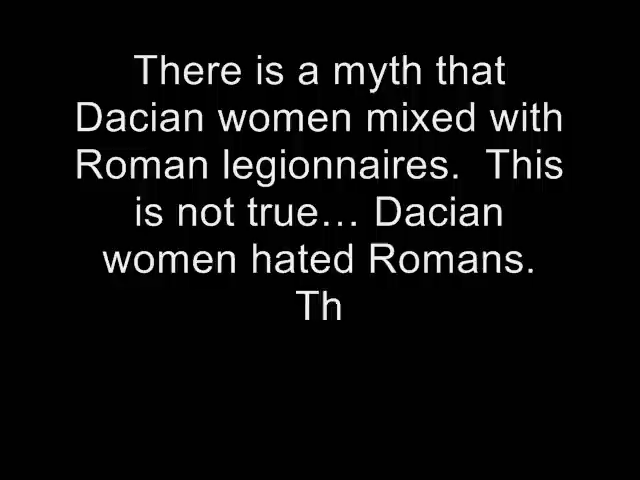 There is a myth that
Dacian women mixed with
Roman legionnaires.  This
is not true… Dacian
women hated Romans.
Th